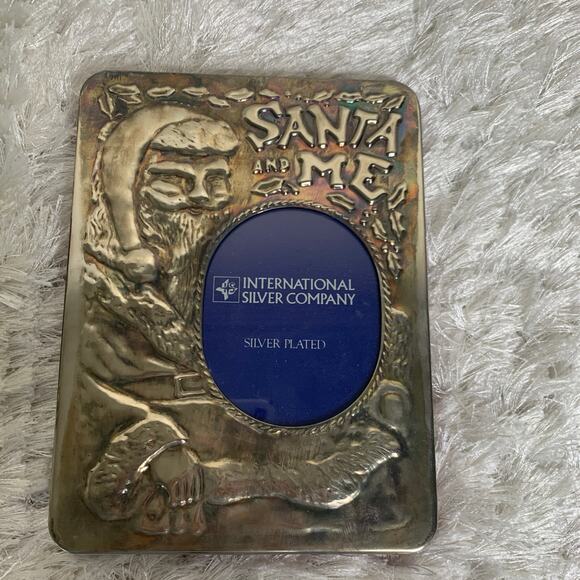 SANTA
AND ME
INTERNATIONAL
SILVER COMPANY
SILVER PLATED